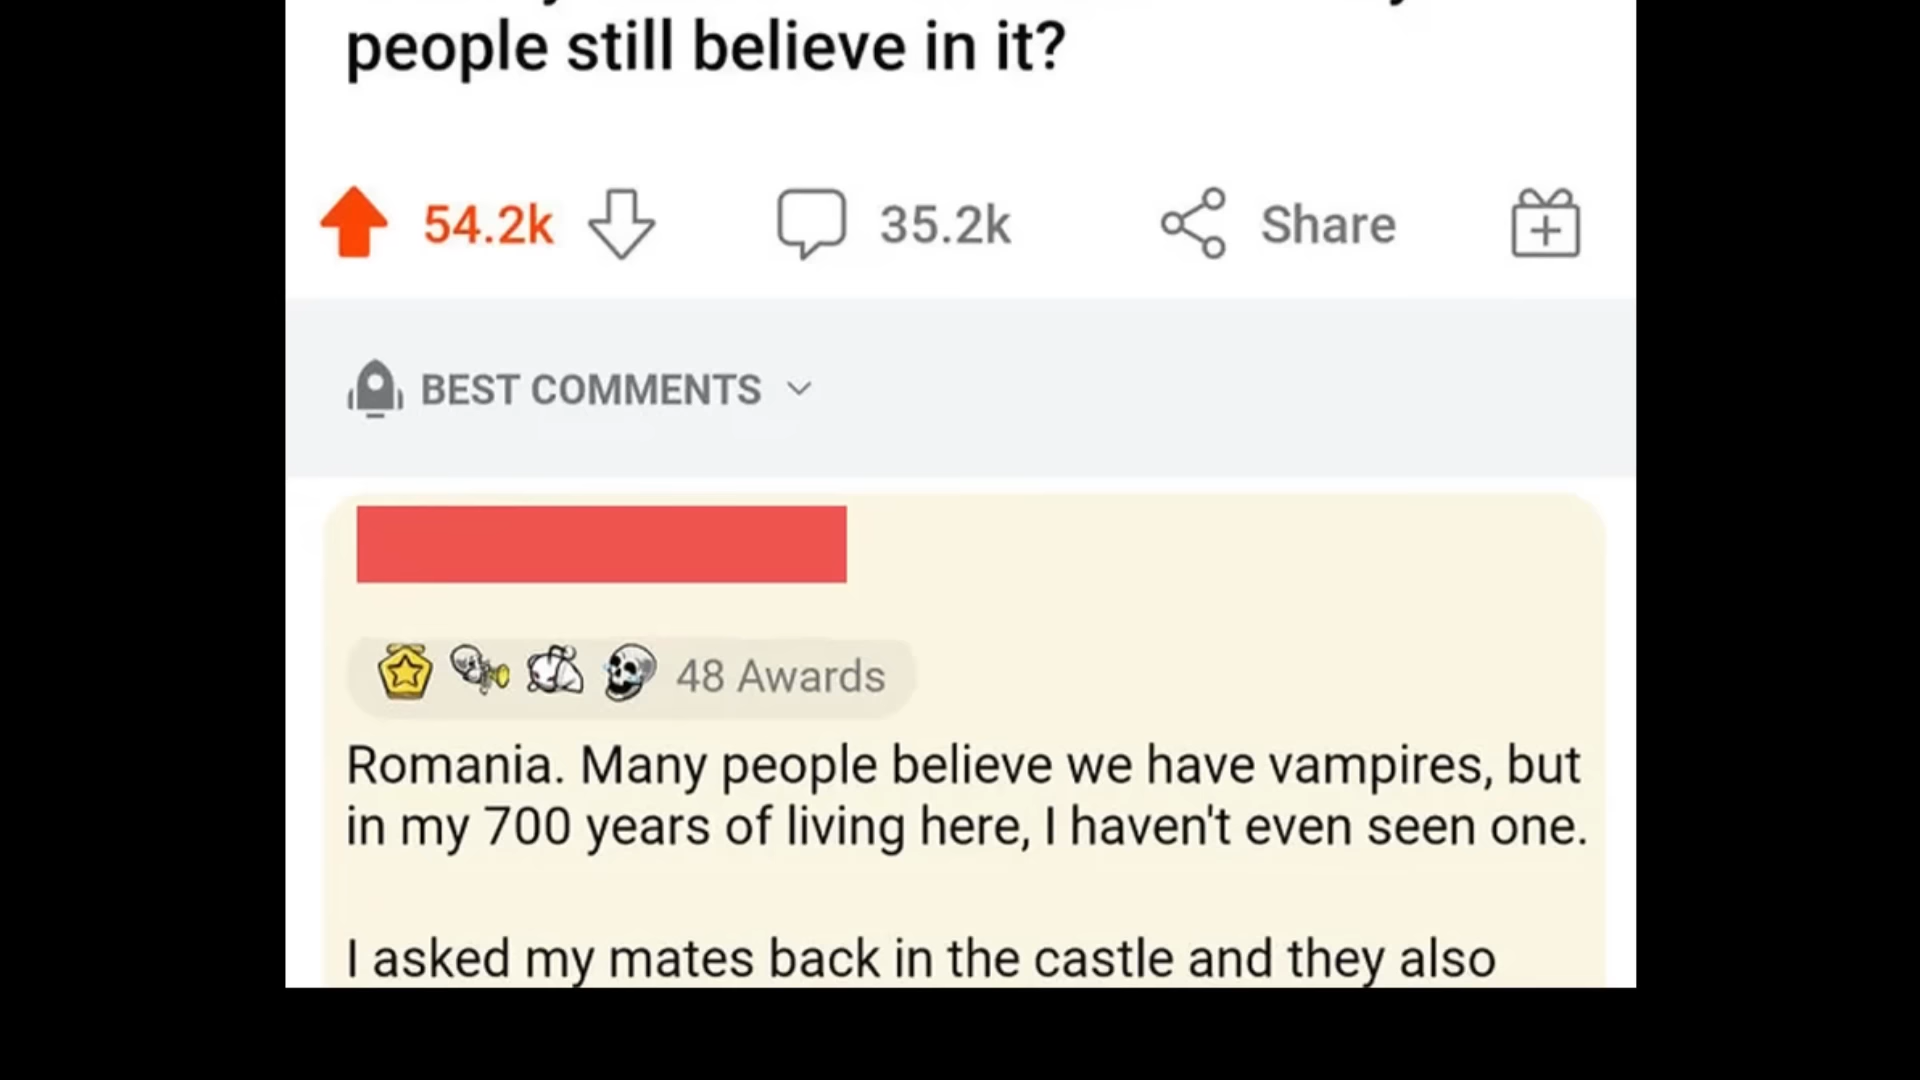 people still believe in it?
54.2k
35.2k
Share
BEST COMMENTS
48 Awards
Romania. Many people believe we have vampires, but
in my 700 years of living here, I haven't even seen one.
I asked my mates back in the castle and they also